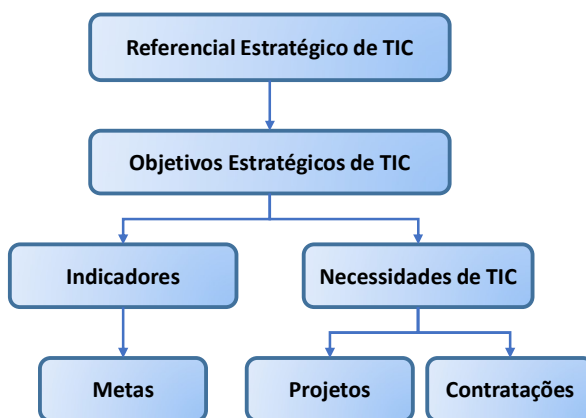 Referencial Estratégico de TIC
Objetivos Estratégicos de TIC
Indicadores
Necessidades de TIC
Metas
Projetos
Contratações